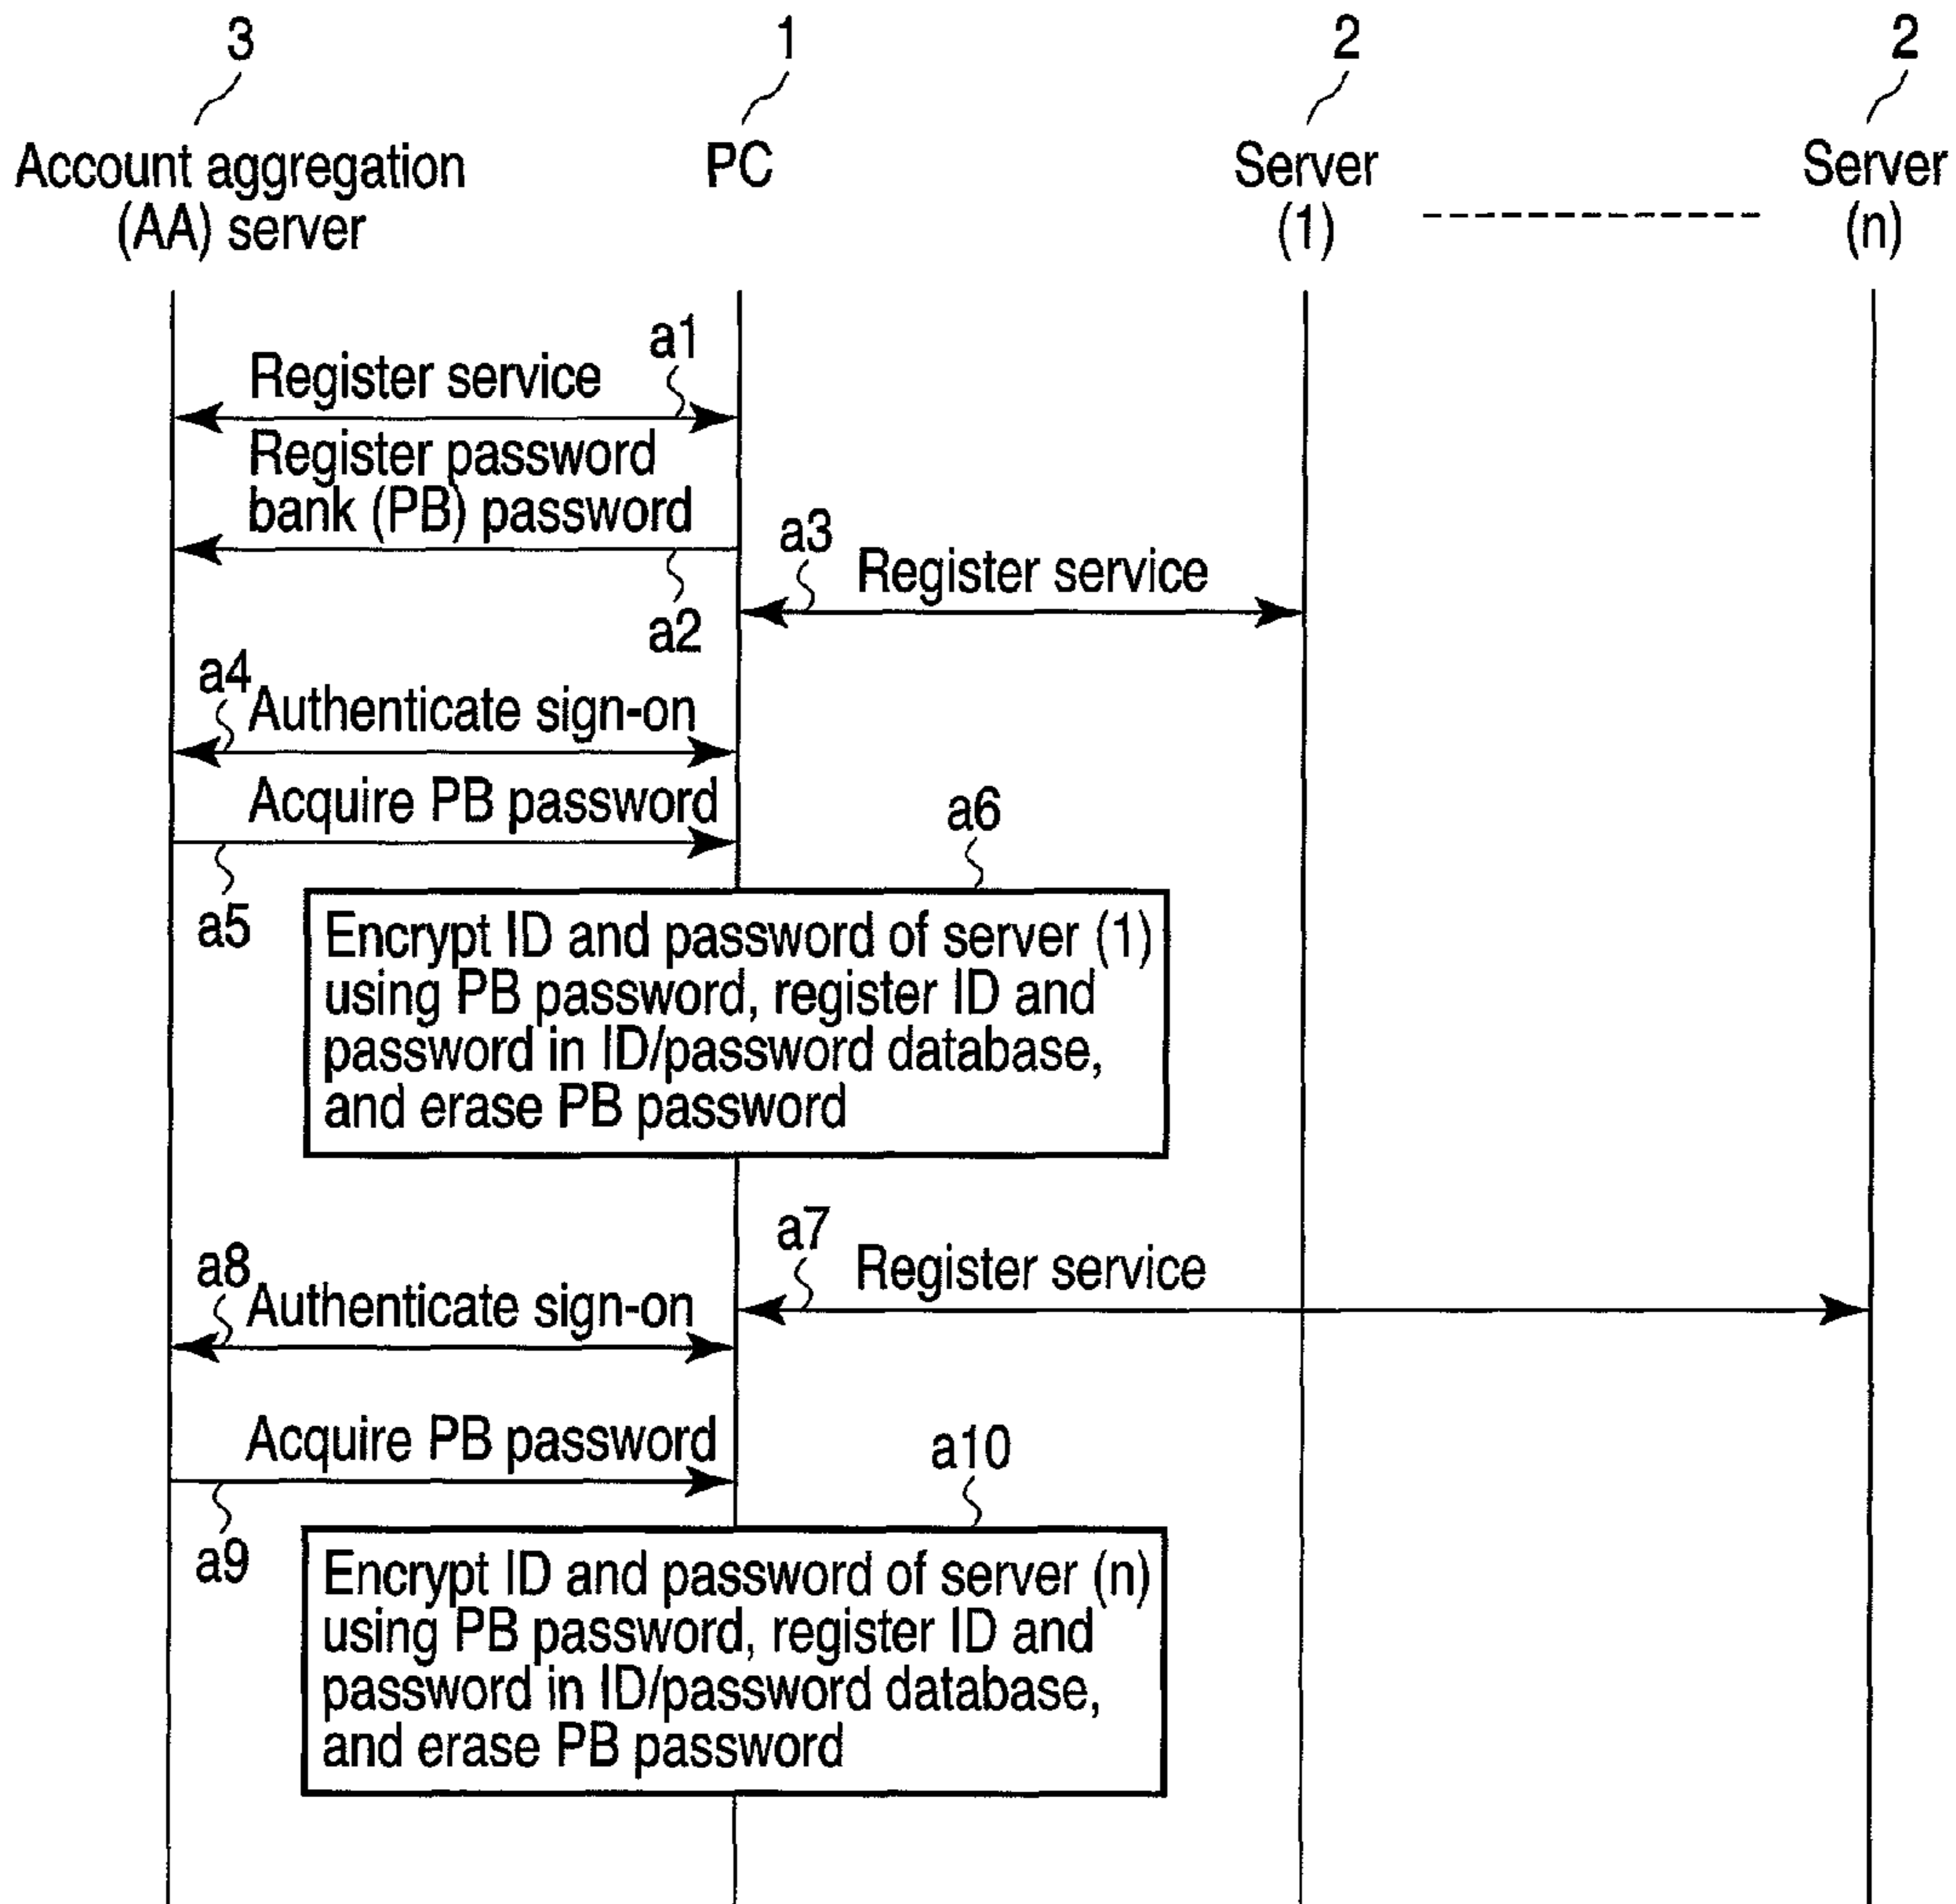 3
1
2
2
Account aggregation
(AA) server
PC
Server
(1)
Server
(n)
a1
Register service
Register password
bank (PB) password
a2
a3
Register service
a4
Authenticate sign-on
Acquire PB password
a5
a6
Encrypt ID and password of server (1)
using PB password, register ID and
password in ID/password database,
and erase PB password
a7
Register service
a8
Authenticate sign-on
Acquire PB password
a9
a10
Encrypt ID and password of server (n)
using PB password, register ID and
password in ID/password database,
and erase PB password